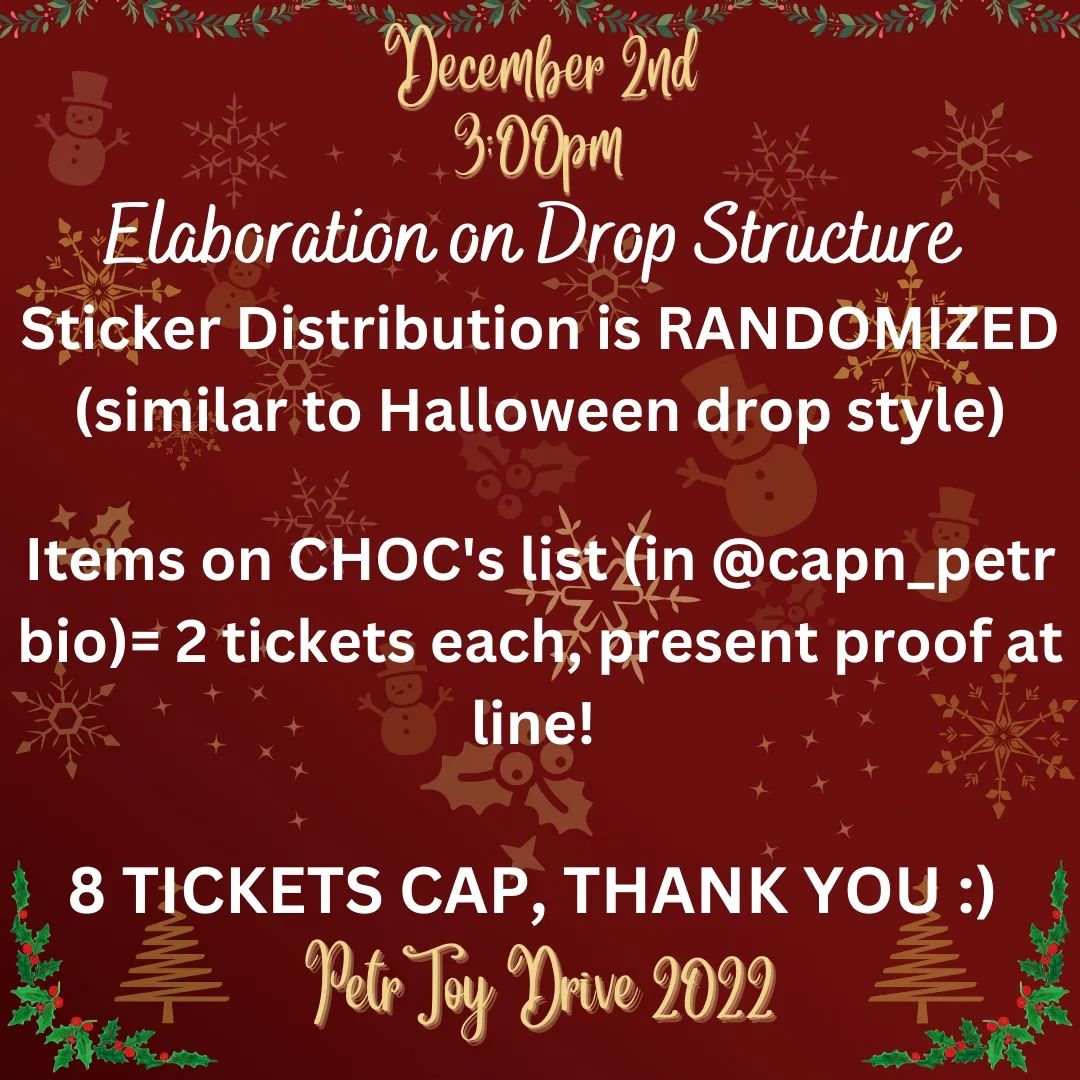 December 2nd
3:00pm
Elaboration on Drop Structure
Sticker Distribution is RANDOMIZED
(similar to Halloween drop style)
Items on CHOC's list (in @capn_petr
bio)= 2 tickets each, present proof at
line!
8 TICKETS CAP, THANK YOU :)
Petr Toy Drive 2022